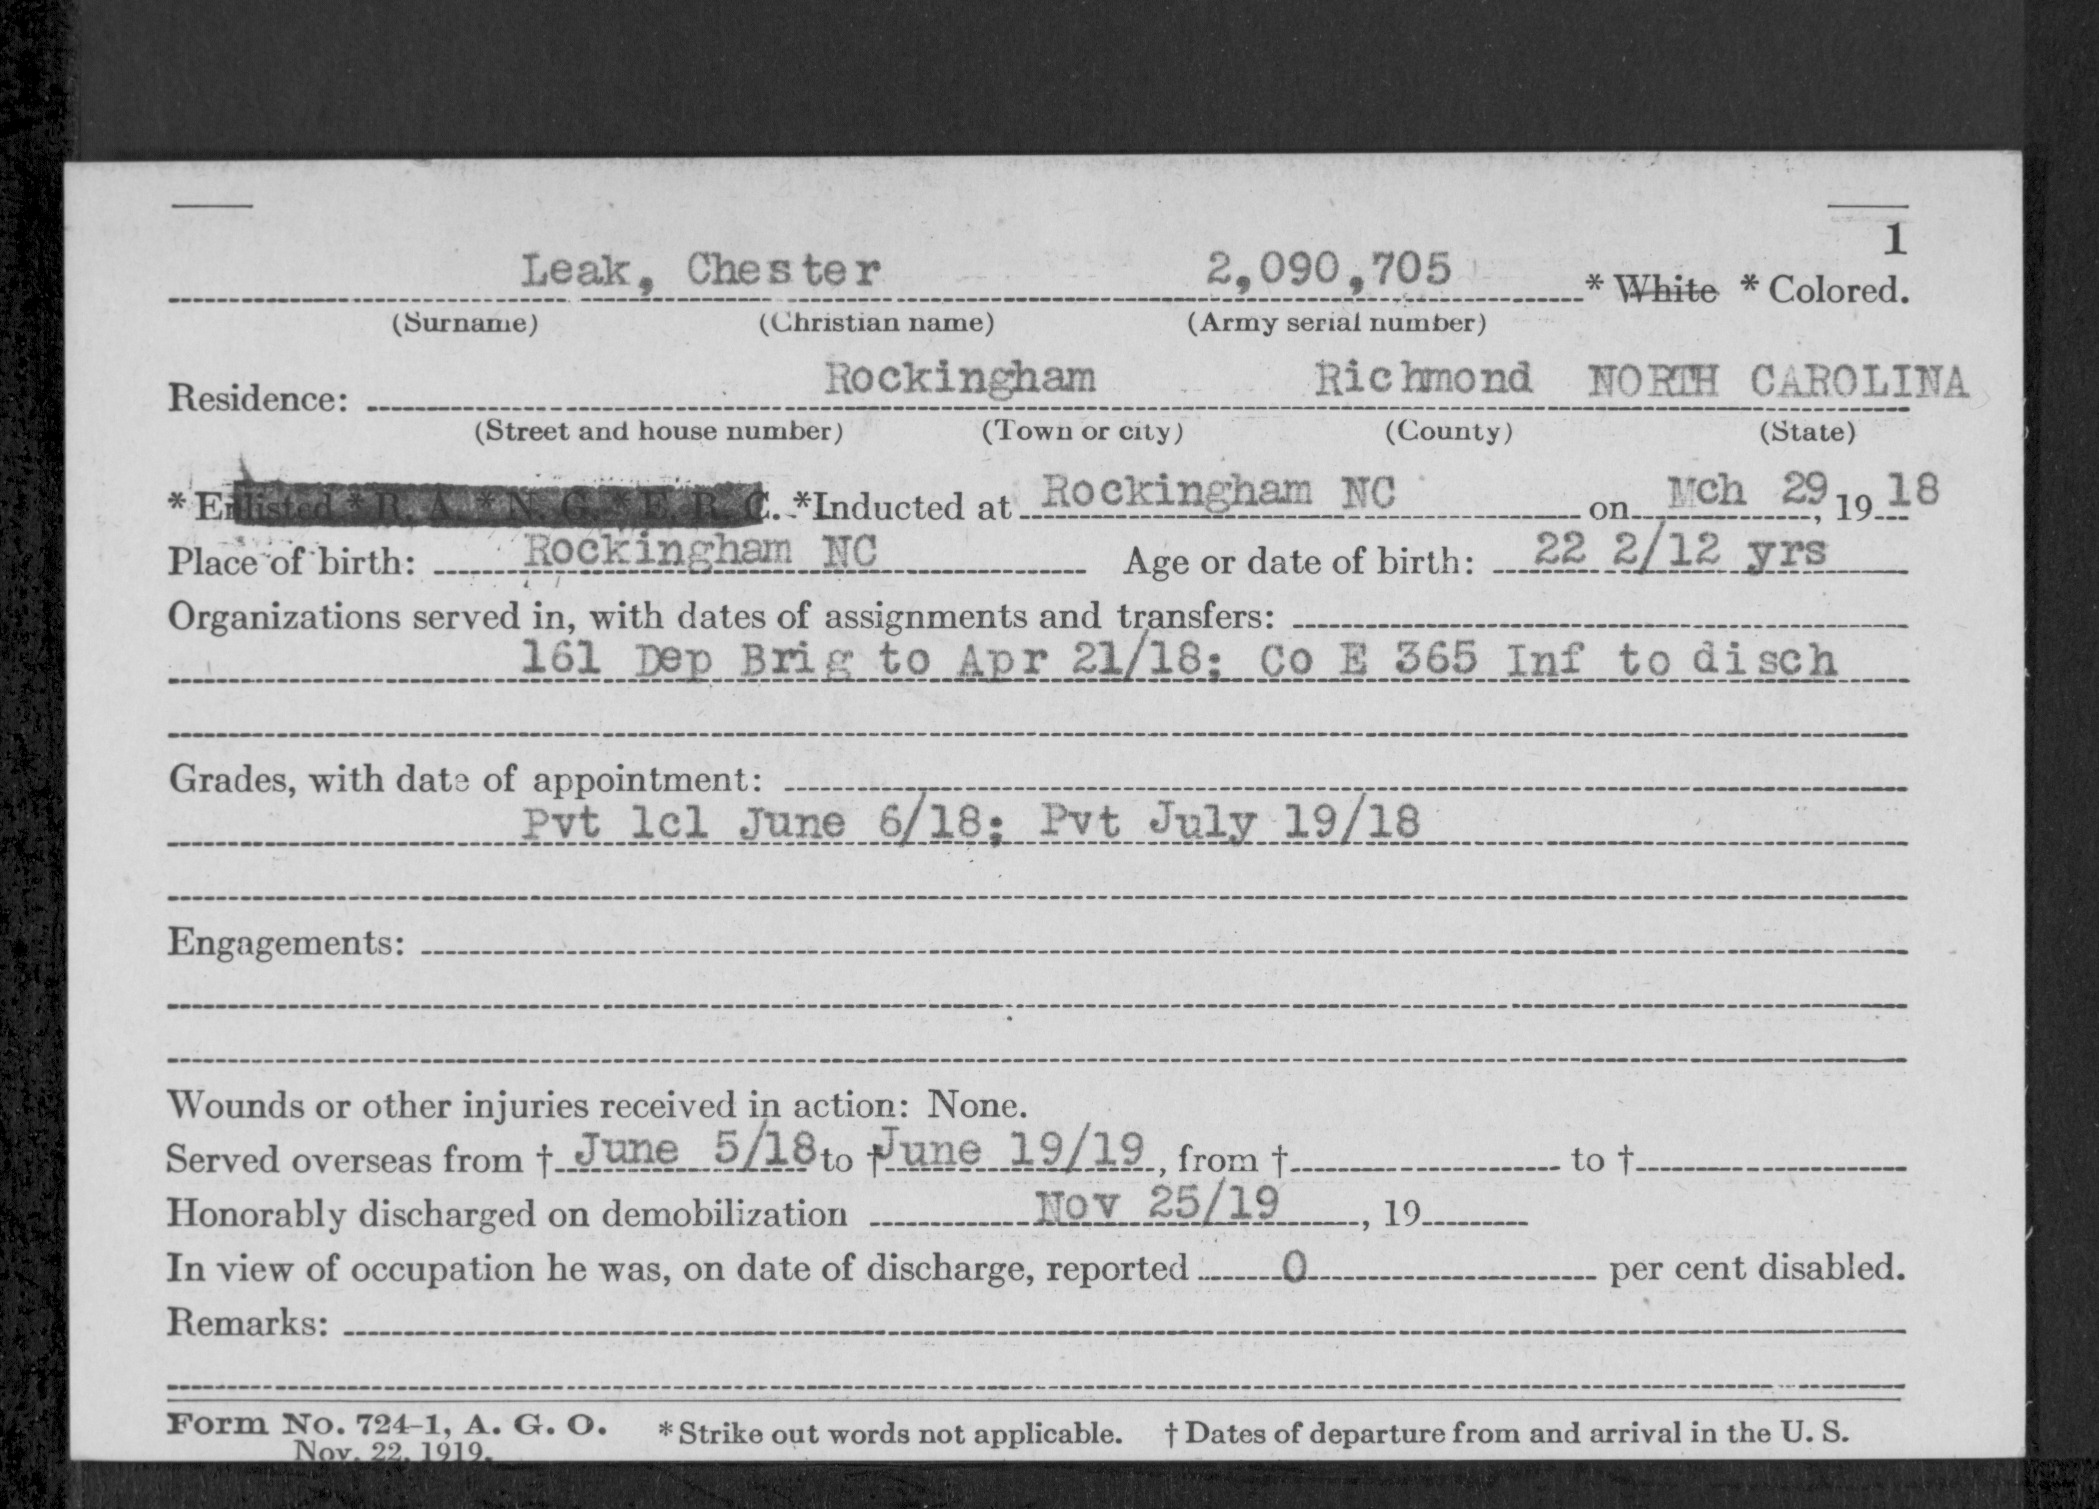 1
Leak, Chester 2,090,705 * White * Colored.
(Surname) (Christian name) (Army serial number)
Rockingham Richmond NORTH CAROLINA
Residence:
(Street and house number) (Town or city) (County) (State)
* Enlisted * R. A. * N. G. * E. R. C. *Inducted at Rockingham NC on Mch 29, 19 18
Place of birth: Rockingham NC Age or date of birth: 22 2/12 yrs
Organizations served in, with dates of assignments and transfers:
161 Dep Brig to Apr 21/18; Co E 365 Inf to disch
Grades, with date of appointment:
Pvt 1cl June 6/18; Pvt July 19/18
Engagements:
Wounds or other injuries received in action: None.
Served overseas from † June 5/18 to † June 19/19, from † to †
Honorably discharged on demobilization Nov 25/19, 19
In view of occupation he was, on date of discharge, reported 0 per cent disabled.
Remarks:
Form No. 724-1, A. G. O. * Strike out words not applicable. † Dates of departure from and arrival in the U. S.
Nov. 22, 1919.